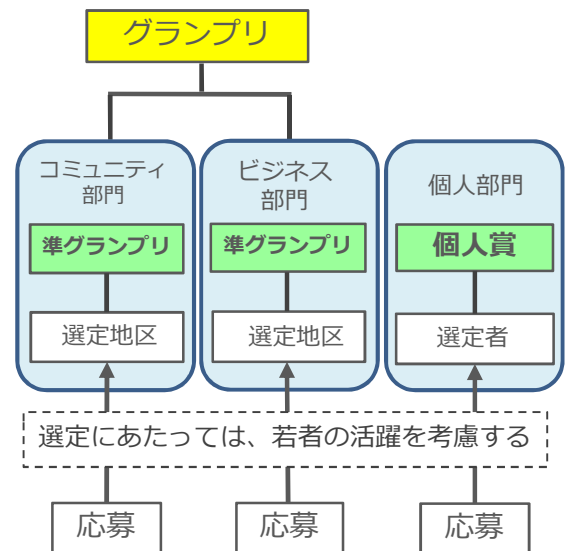 グランプリ
コミュニティ
部門
ビジネス
部門
個人部門
準グランプリ
準グランプリ
個人賞
選定地区
選定地区
選定者
選定にあたっては、若者の活躍を考慮する
応募
応募
応募